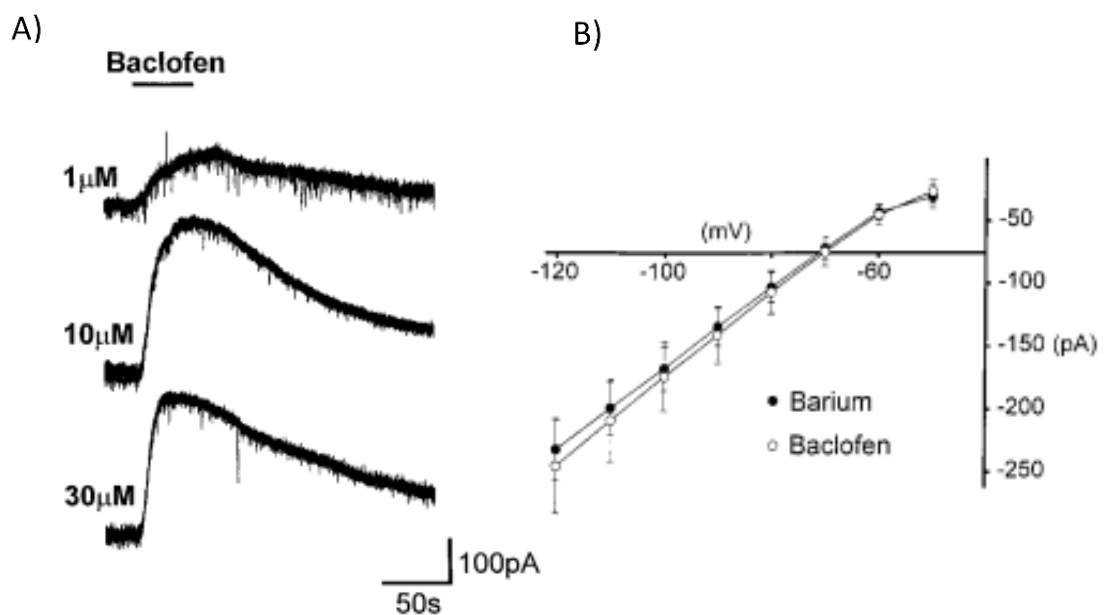 A)
Baclofen
1µM
10µM
30µM
100pA
50s
B)
(mV)
-120
-100
-60
-50
-100
-150 (pA)
-200
-250
Barium
Baclofen